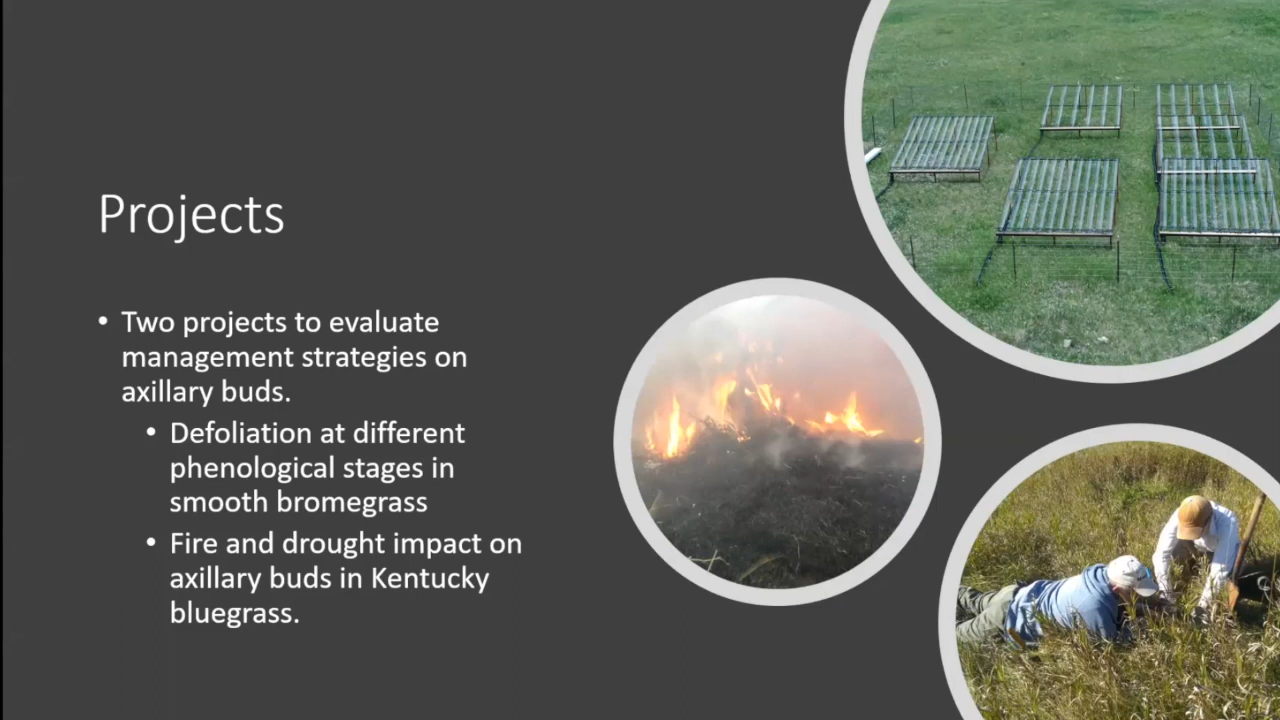 Projects
• Two projects to evaluate
management strategies on
axillary buds.
• Defoliation at different
phenological stages in
smooth bromegrass
• Fire and drought impact on
axillary buds in Kentucky
bluegrass.